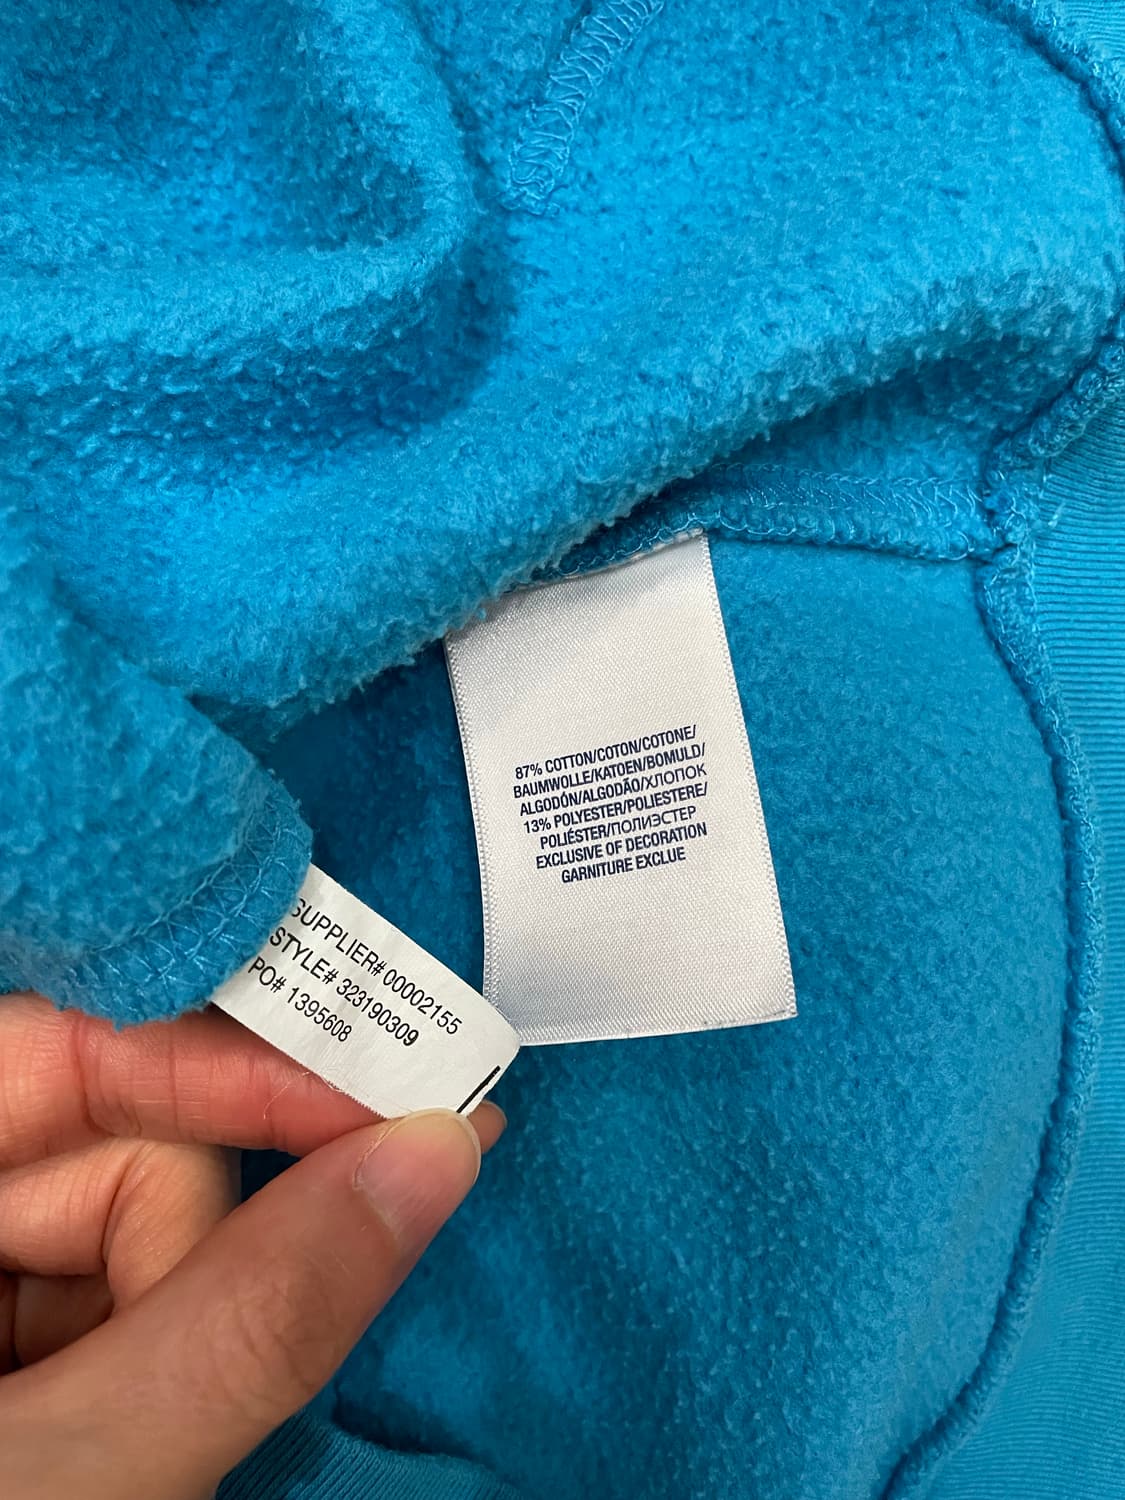 87% COTTON/COTON/COTONE/
BAUMWOLLE/KATOEN/BOMULD/
ALGODÓN/ALGODÃO/ХЛОПОК
13% POLYESTER/POLIESTERE/
POLIÉSTER/ПОЛИЭСТЕР
EXCLUSIVE OF DECORATION
GARNITURE EXCLUE
SUPPLIER# 00002155
STYLE# 323190309
PO# 1395608